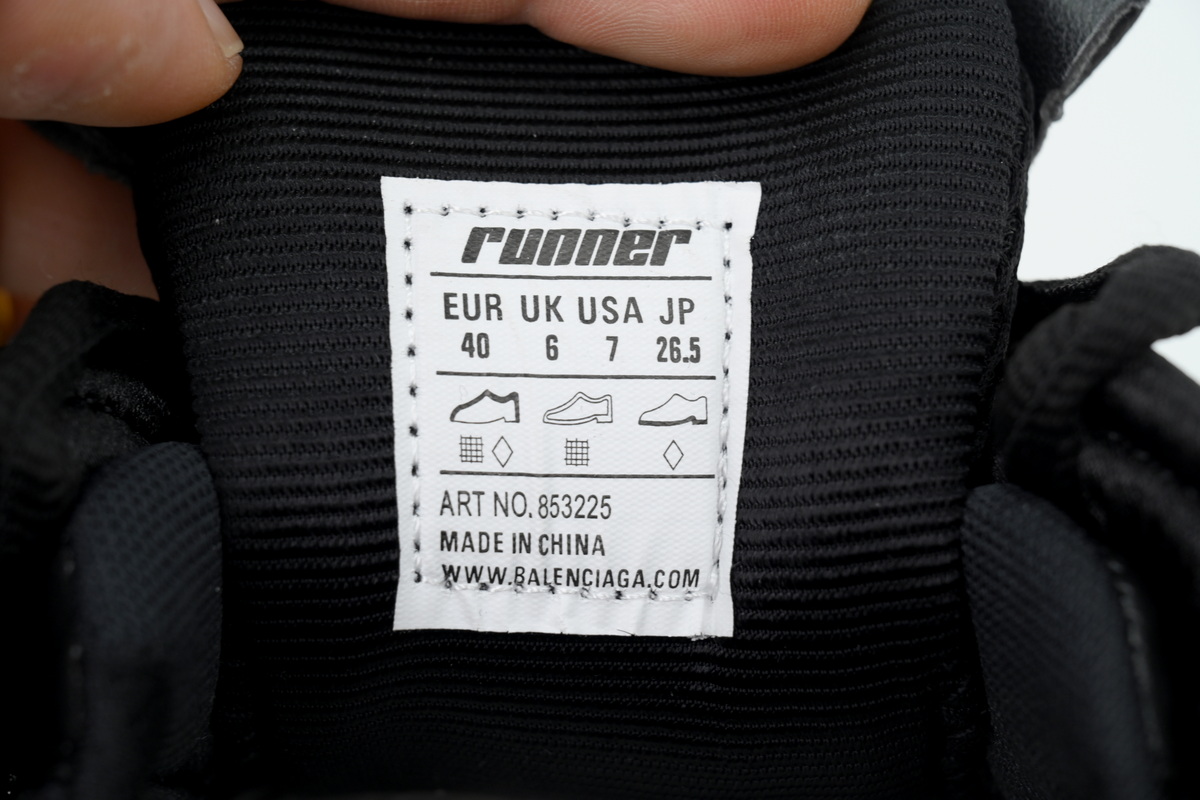 runner
EUR UK USA JP
40 6 7 26.5
ART NO. 853225
MADE IN CHINA
WWW.BALENCIAGA.COM